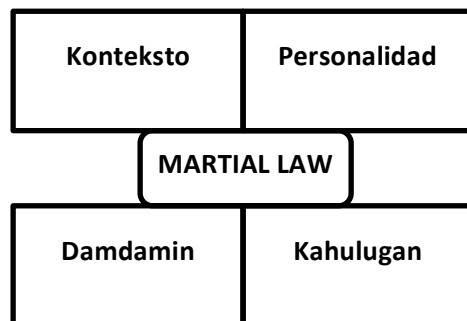 Konteksto
Personalidad
MARTIAL LAW
Damdamin
Kahulugan